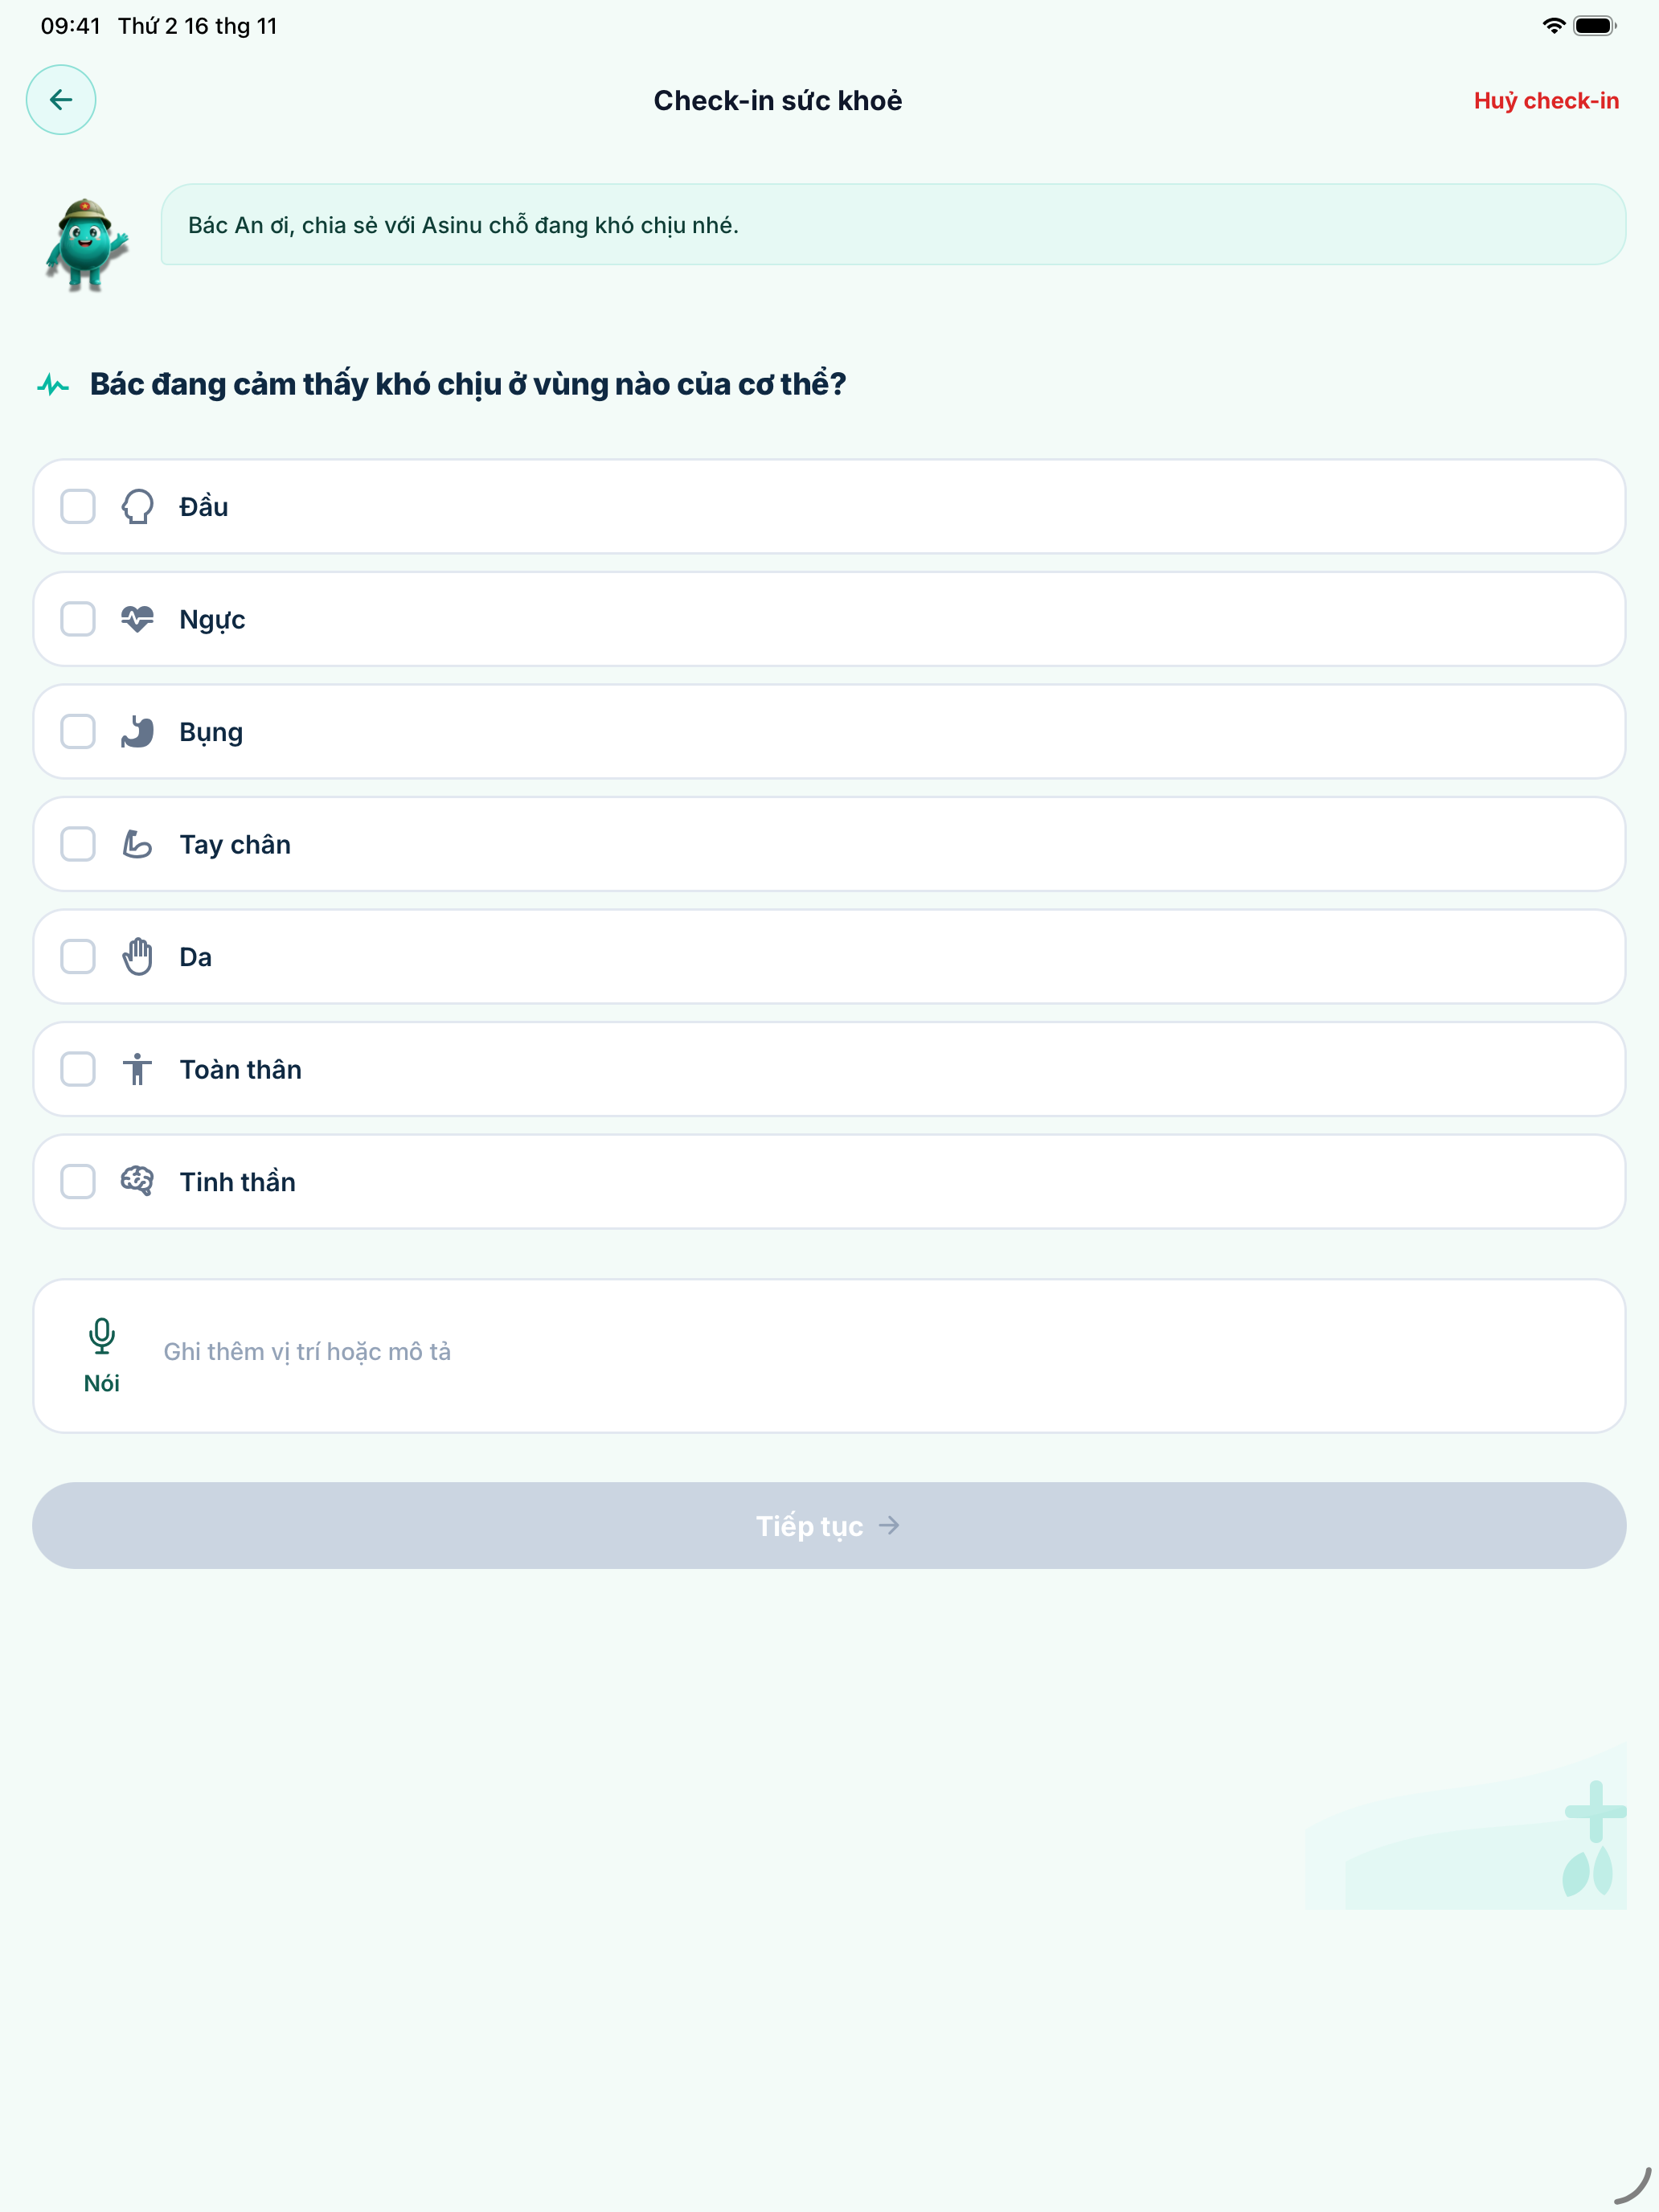 09:41 Thứ 2 16 thg 11
Check-in sức khoẻ
Huỷ check-in
Bác An ơi, chia sẻ với Asinu chỗ đang khó chịu nhé.
Bác đang cảm thấy khó chịu ở vùng nào của cơ thể?
Đầu
Ngực
Bụng
Tay chân
Da
Toàn thân
Tinh thần
Ghi thêm vị trí hoặc mô tả
Nói
Tiếp tục →